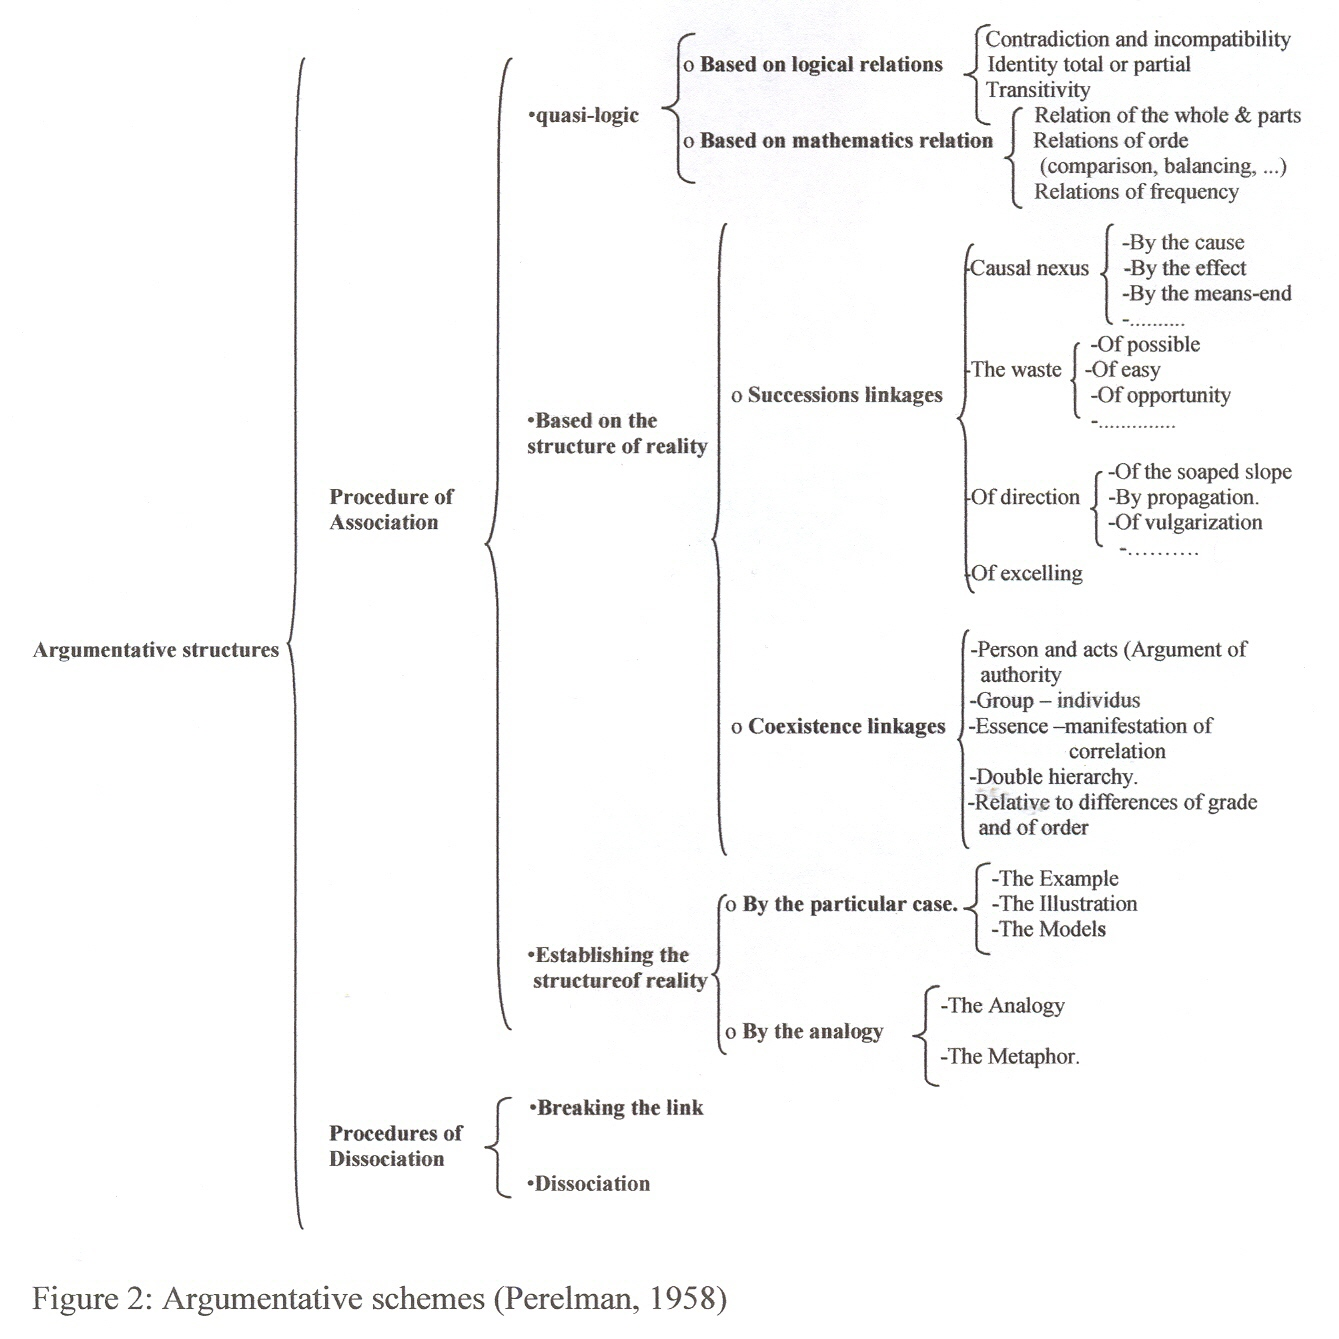 Contradiction and incompatibility
o Based on logical relations
Identity total or partial
Transitivity
•quasi-logic
Relation of the whole & parts
o Based on mathematics relation
Relations of orde
(comparison, balancing, ...)
Relations of frequency
-By the cause
-Causal nexus
-By the effect
-By the means-end
-..........
-Of possible
-The waste
-Of easy
-Of opportunity
-..............
o Successions linkages
•Based on the
structure of reality
-Of the soaped slope
-Of direction
-By propagation.
-Of vulgarization
-..........
-Of excelling
Procedure of
Association
Argumentative structures
-Person and acts (Argument of
authority
-Group – individus
o Coexistence linkages
-Essence –manifestation of
correlation
-Double hierarchy.
-Relative to differences of grade
and of order
-The Example
o By the particular case.
-The Illustration
-The Models
•Establishing the
structureof reality
-The Analogy
o By the analogy
-The Metaphor.
•Breaking the link
Procedures of
Dissociation
•Dissociation
Figure 2: Argumentative schemes (Perelman, 1958)